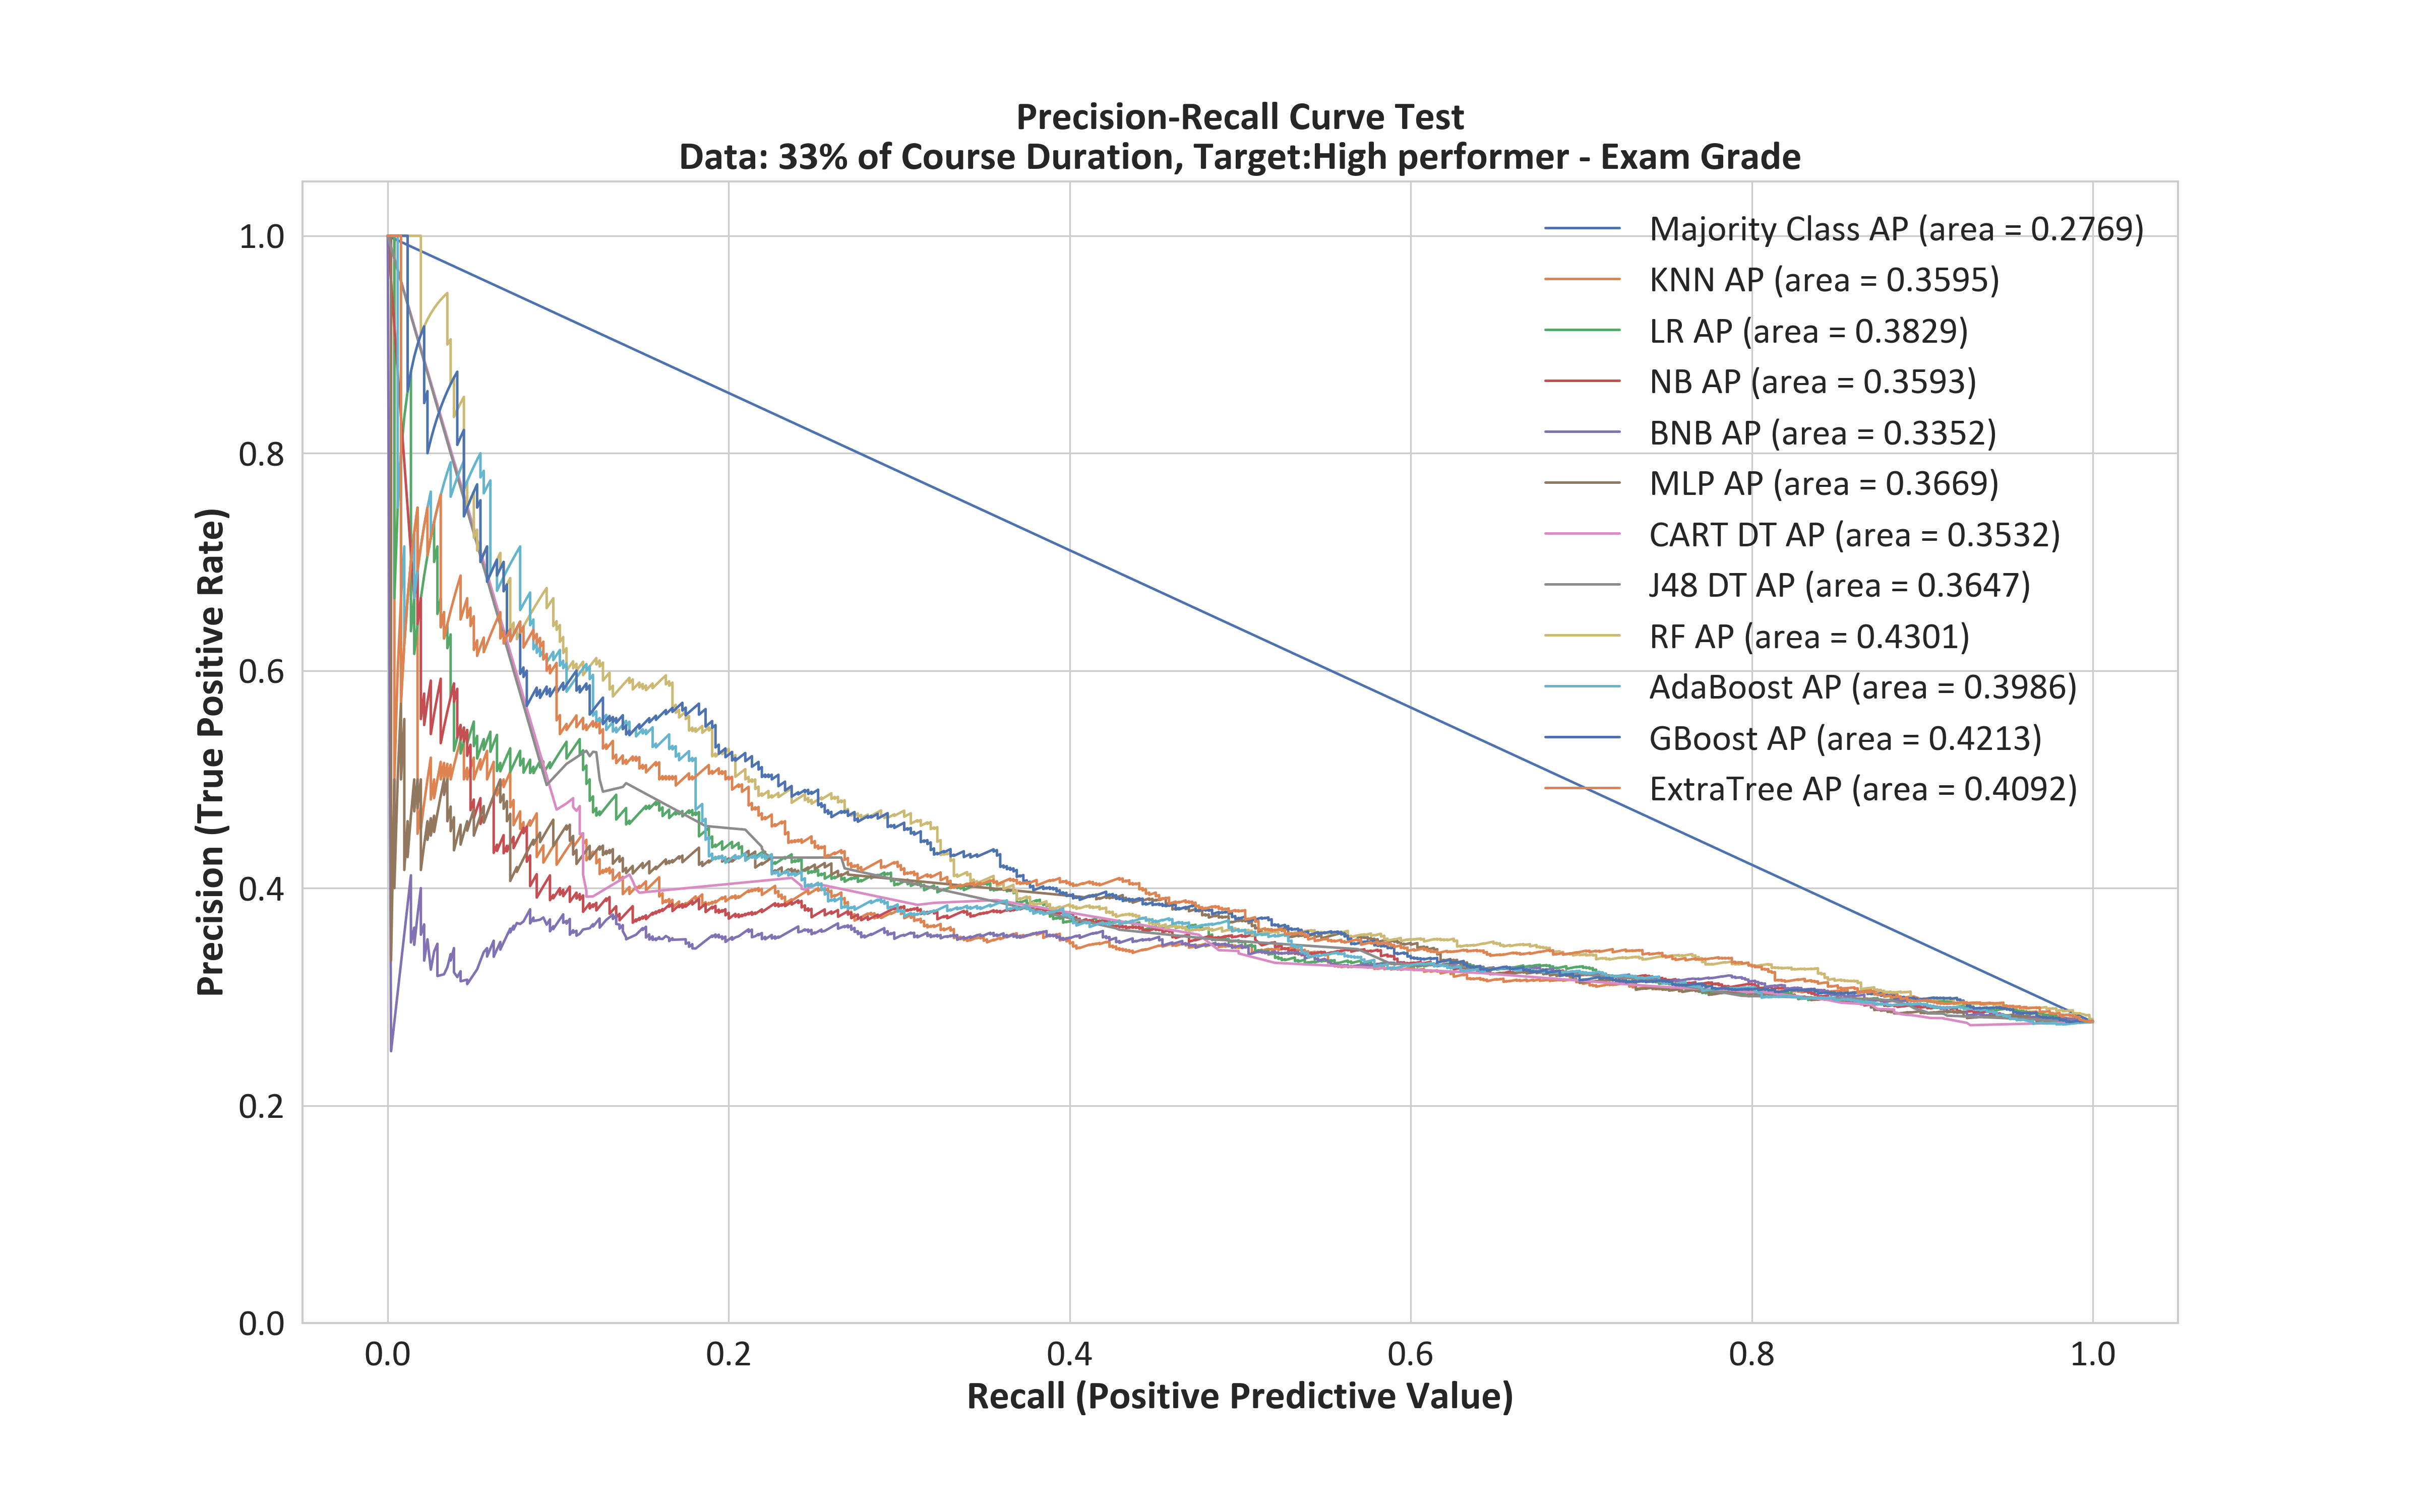 Precision-Recall Curve Test
Data: 33% of Course Duration, Target:High performer - Exam Grade
Majority Class AP (area = 0.2769)
KNN AP (area = 0.3595)
LR AP (area = 0.3829)
NB AP (area = 0.3593)
BNB AP (area = 0.3352)
MLP AP (area = 0.3669)
CART DT AP (area = 0.3532)
J48 DT AP (area = 0.3647)
RF AP (area = 0.4301)
AdaBoost AP (area = 0.3986)
GBoost AP (area = 0.4213)
ExtraTree AP (area = 0.4092)
Precision (True Positive Rate)
1.0
0.8
0.6
0.4
0.2
0.0
0.0 0.2 0.4 0.6 0.8 1.0
Recall (Positive Predictive Value)